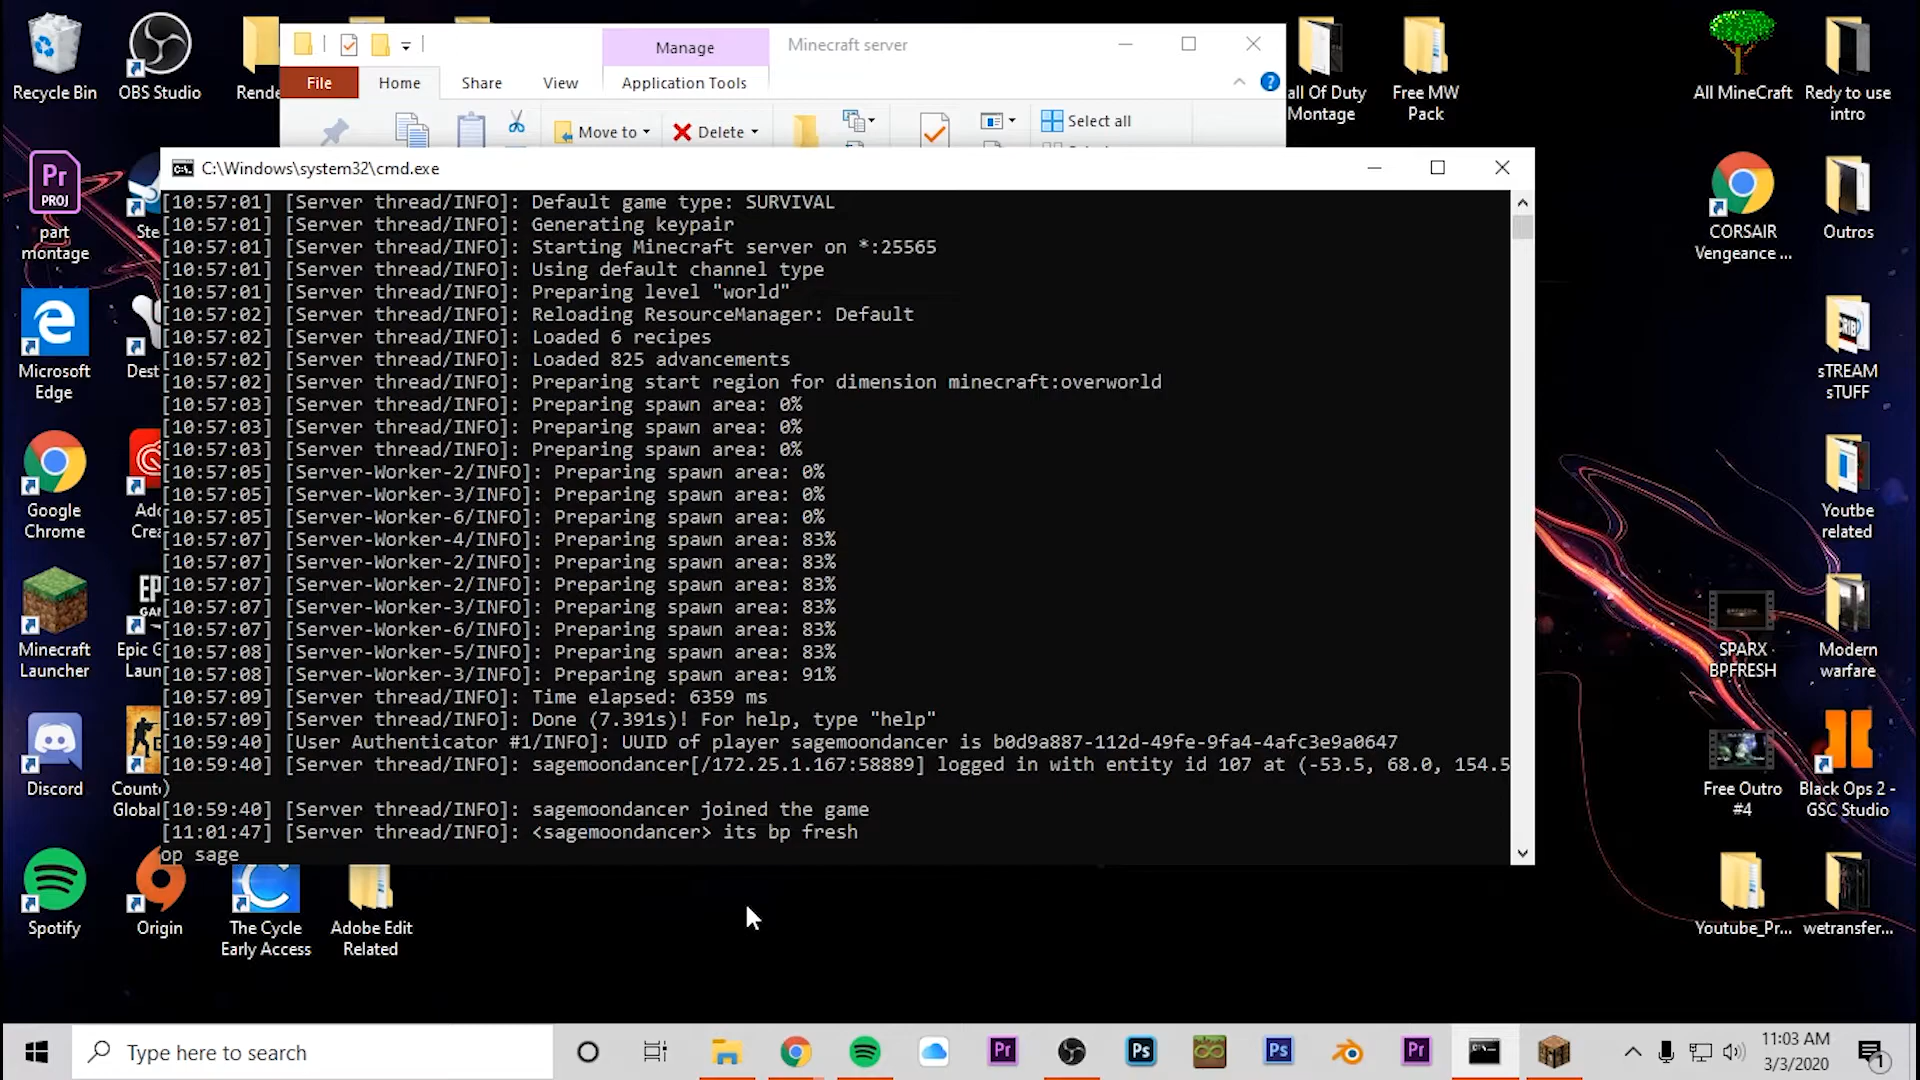 Manage
Minecraft server
File
Home
Share
View
Application Tools
Move to
Delete
Select all
C:\Windows\system32\cmd.exe
[10:57:01] [Server thread/INFO]: Default game type: SURVIVAL
[10:57:01] [Server thread/INFO]: Generating keypair
[10:57:01] [Server thread/INFO]: Starting Minecraft server on *:25565
[10:57:01] [Server thread/INFO]: Using default channel type
[10:57:01] [Server thread/INFO]: Preparing level "world"
[10:57:02] [Server thread/INFO]: Reloading ResourceManager: Default
[10:57:02] [Server thread/INFO]: Loaded 6 recipes
[10:57:02] [Server thread/INFO]: Loaded 825 advancements
[10:57:02] [Server thread/INFO]: Preparing start region for dimension minecraft:overworld
[10:57:03] [Server thread/INFO]: Preparing spawn area: 0%
[10:57:03] [Server thread/INFO]: Preparing spawn area: 0%
[10:57:03] [Server thread/INFO]: Preparing spawn area: 0%
[10:57:05] [Server-Worker-2/INFO]: Preparing spawn area: 0%
[10:57:05] [Server-Worker-3/INFO]: Preparing spawn area: 0%
[10:57:05] [Server-Worker-6/INFO]: Preparing spawn area: 0%
[10:57:07] [Server-Worker-4/INFO]: Preparing spawn area: 83%
[10:57:07] [Server-Worker-2/INFO]: Preparing spawn area: 83%
[10:57:07] [Server-Worker-2/INFO]: Preparing spawn area: 83%
[10:57:07] [Server-Worker-3/INFO]: Preparing spawn area: 83%
[10:57:07] [Server-Worker-6/INFO]: Preparing spawn area: 83%
[10:57:08] [Server-Worker-5/INFO]: Preparing spawn area: 83%
[10:57:08] [Server-Worker-3/INFO]: Preparing spawn area: 91%
[10:57:09] [Server thread/INFO]: Time elapsed: 6359 ms
[10:57:09] [Server thread/INFO]: Done (7.391s)! For help, type "help"
[10:59:40] [User Authenticator #1/INFO]: UUID of player sagemoondancer is b0d9a887-112d-49fe-9fa4-4afc3e9a0647
[10:59:40] [Server thread/INFO]: sagemoondancer[/172.25.1.167:58889] logged in with entity id 107 at (-53.5, 68.0, 154.5
)
[10:59:40] [Server thread/INFO]: sagemoondancer joined the game
[11:01:47] [Server thread/INFO]: <sagemoondancer> its bp fresh
op sage
Recycle Bin
OBS Studio
Rende
Pr
PROJ
part
montage
Ste
Microsoft
Edge
Dest
Google
Chrome
Ado
Crea
Minecraft
Launcher
EPI
GA
Epic G
Laun
Discord
Count
Global
Spotify
Origin
The Cycle
Early Access
Adobe Edit
Related
all Of Duty
Montage
Free MW
Pack
All MineCraft
Redy to use
intro
CORSAIR
Vengeance ...
Outros
sTREAM
sTUFF
Youtbe
related
SPARX
BPFRESH
Modern
warfare
Free Outro
#4
Black Ops 2 -
GSC Studio
Youtube_Pr...
wetransfer...
Type here to search
Pr
Ps
Ps
Pr
11:03 AM
3/3/2020
1